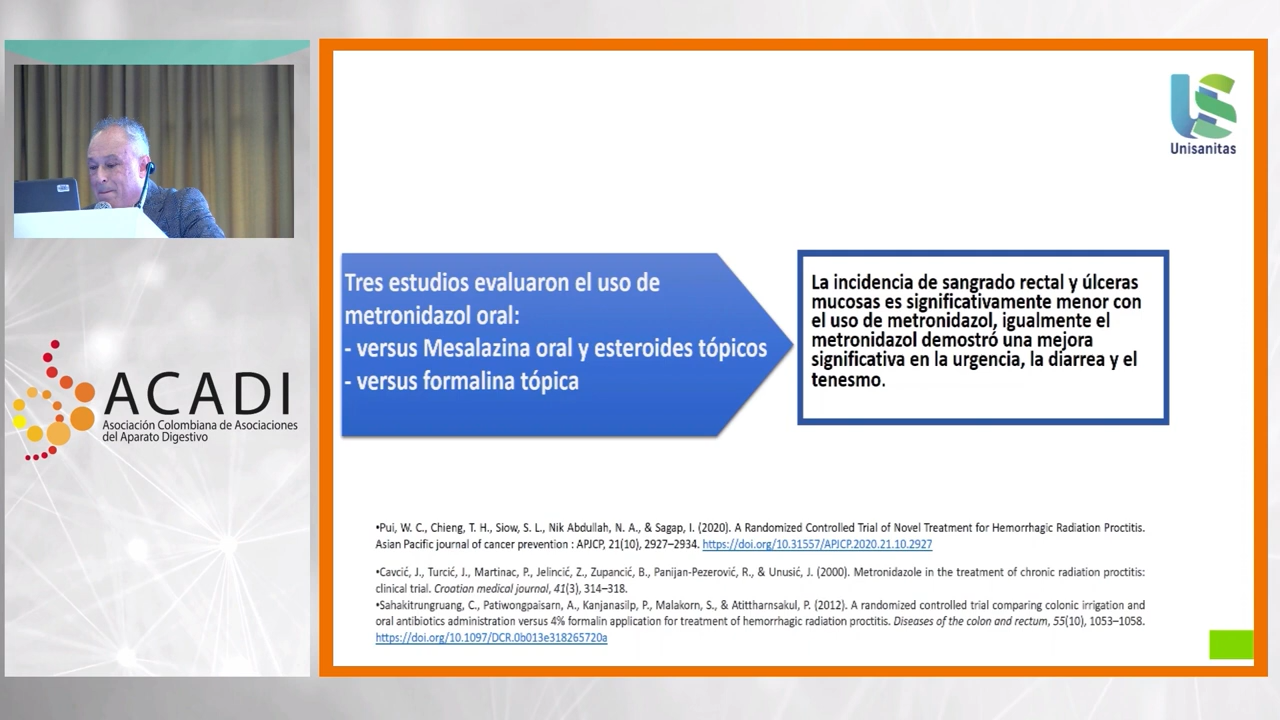 Unisanitas
Tres estudios evaluaron el uso de
metronidazol oral:
- versus Mesalazina oral y esteroides tópicos
- versus formalina tópica
La incidencia de sangrado rectal y úlceras
mucosas es significativamente menor con
el uso de metronidazol, igualmente el
metronidazol demostró una mejora
significativa en la urgencia, la diarrea y el
tenesmo.
ACADI
Asociación Colombiana de Asociaciones
del Aparato Digestivo
•Pui, W. C., Chieng, T. H., Siow, S. L., Nik Abdullah, N. A., & Sagap, I. (2020). A Randomized Controlled Trial of Novel Treatment for Hemorrhagic Radiation Proctitis.
Asian Pacific journal of cancer prevention : APJCP, 21(10), 2927–2934. https://doi.org/10.31557/APJCP.2020.21.10.2927
•Cavcić, J., Turcić, J., Martinac, P., Jelincić, Z., Zupancić, B., Panijan-Pezerović, R., & Unusić, J. (2000). Metronidazole in the treatment of chronic radiation proctitis:
clinical trial. Croatian medical journal, 41(3), 314–318.
•Sahakitrungruang, C., Patiwongpaisarn, A., Kanjanasilp, P., Malakorn, S., & Atittharnsakul, P. (2012). A randomized controlled trial comparing colonic irrigation and
oral antibiotics administration versus 4% formalin application for treatment of hemorrhagic radiation proctitis. Diseases of the colon and rectum, 55(10), 1053–1058.
https://doi.org/10.1097/DCR.0b013e318265720a